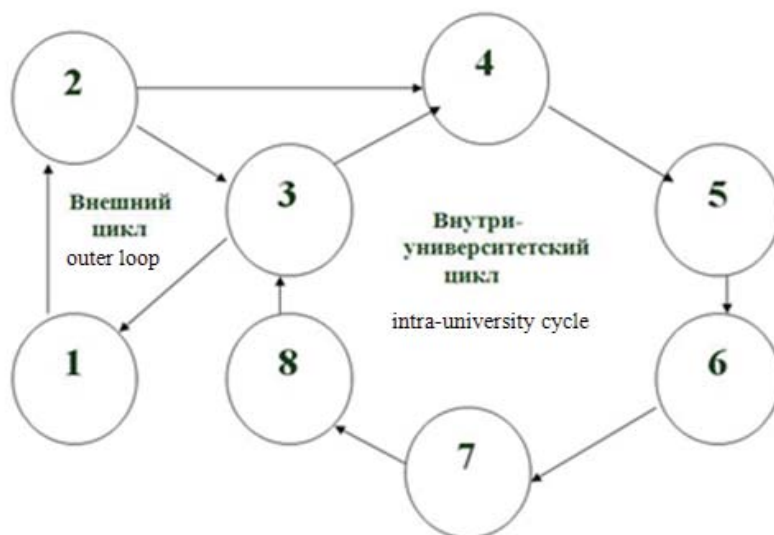 2
4
3
5
Внешний
цикл
outer loop
Внутри-
университетский
цикл
intra-university cycle
1
8
6
7